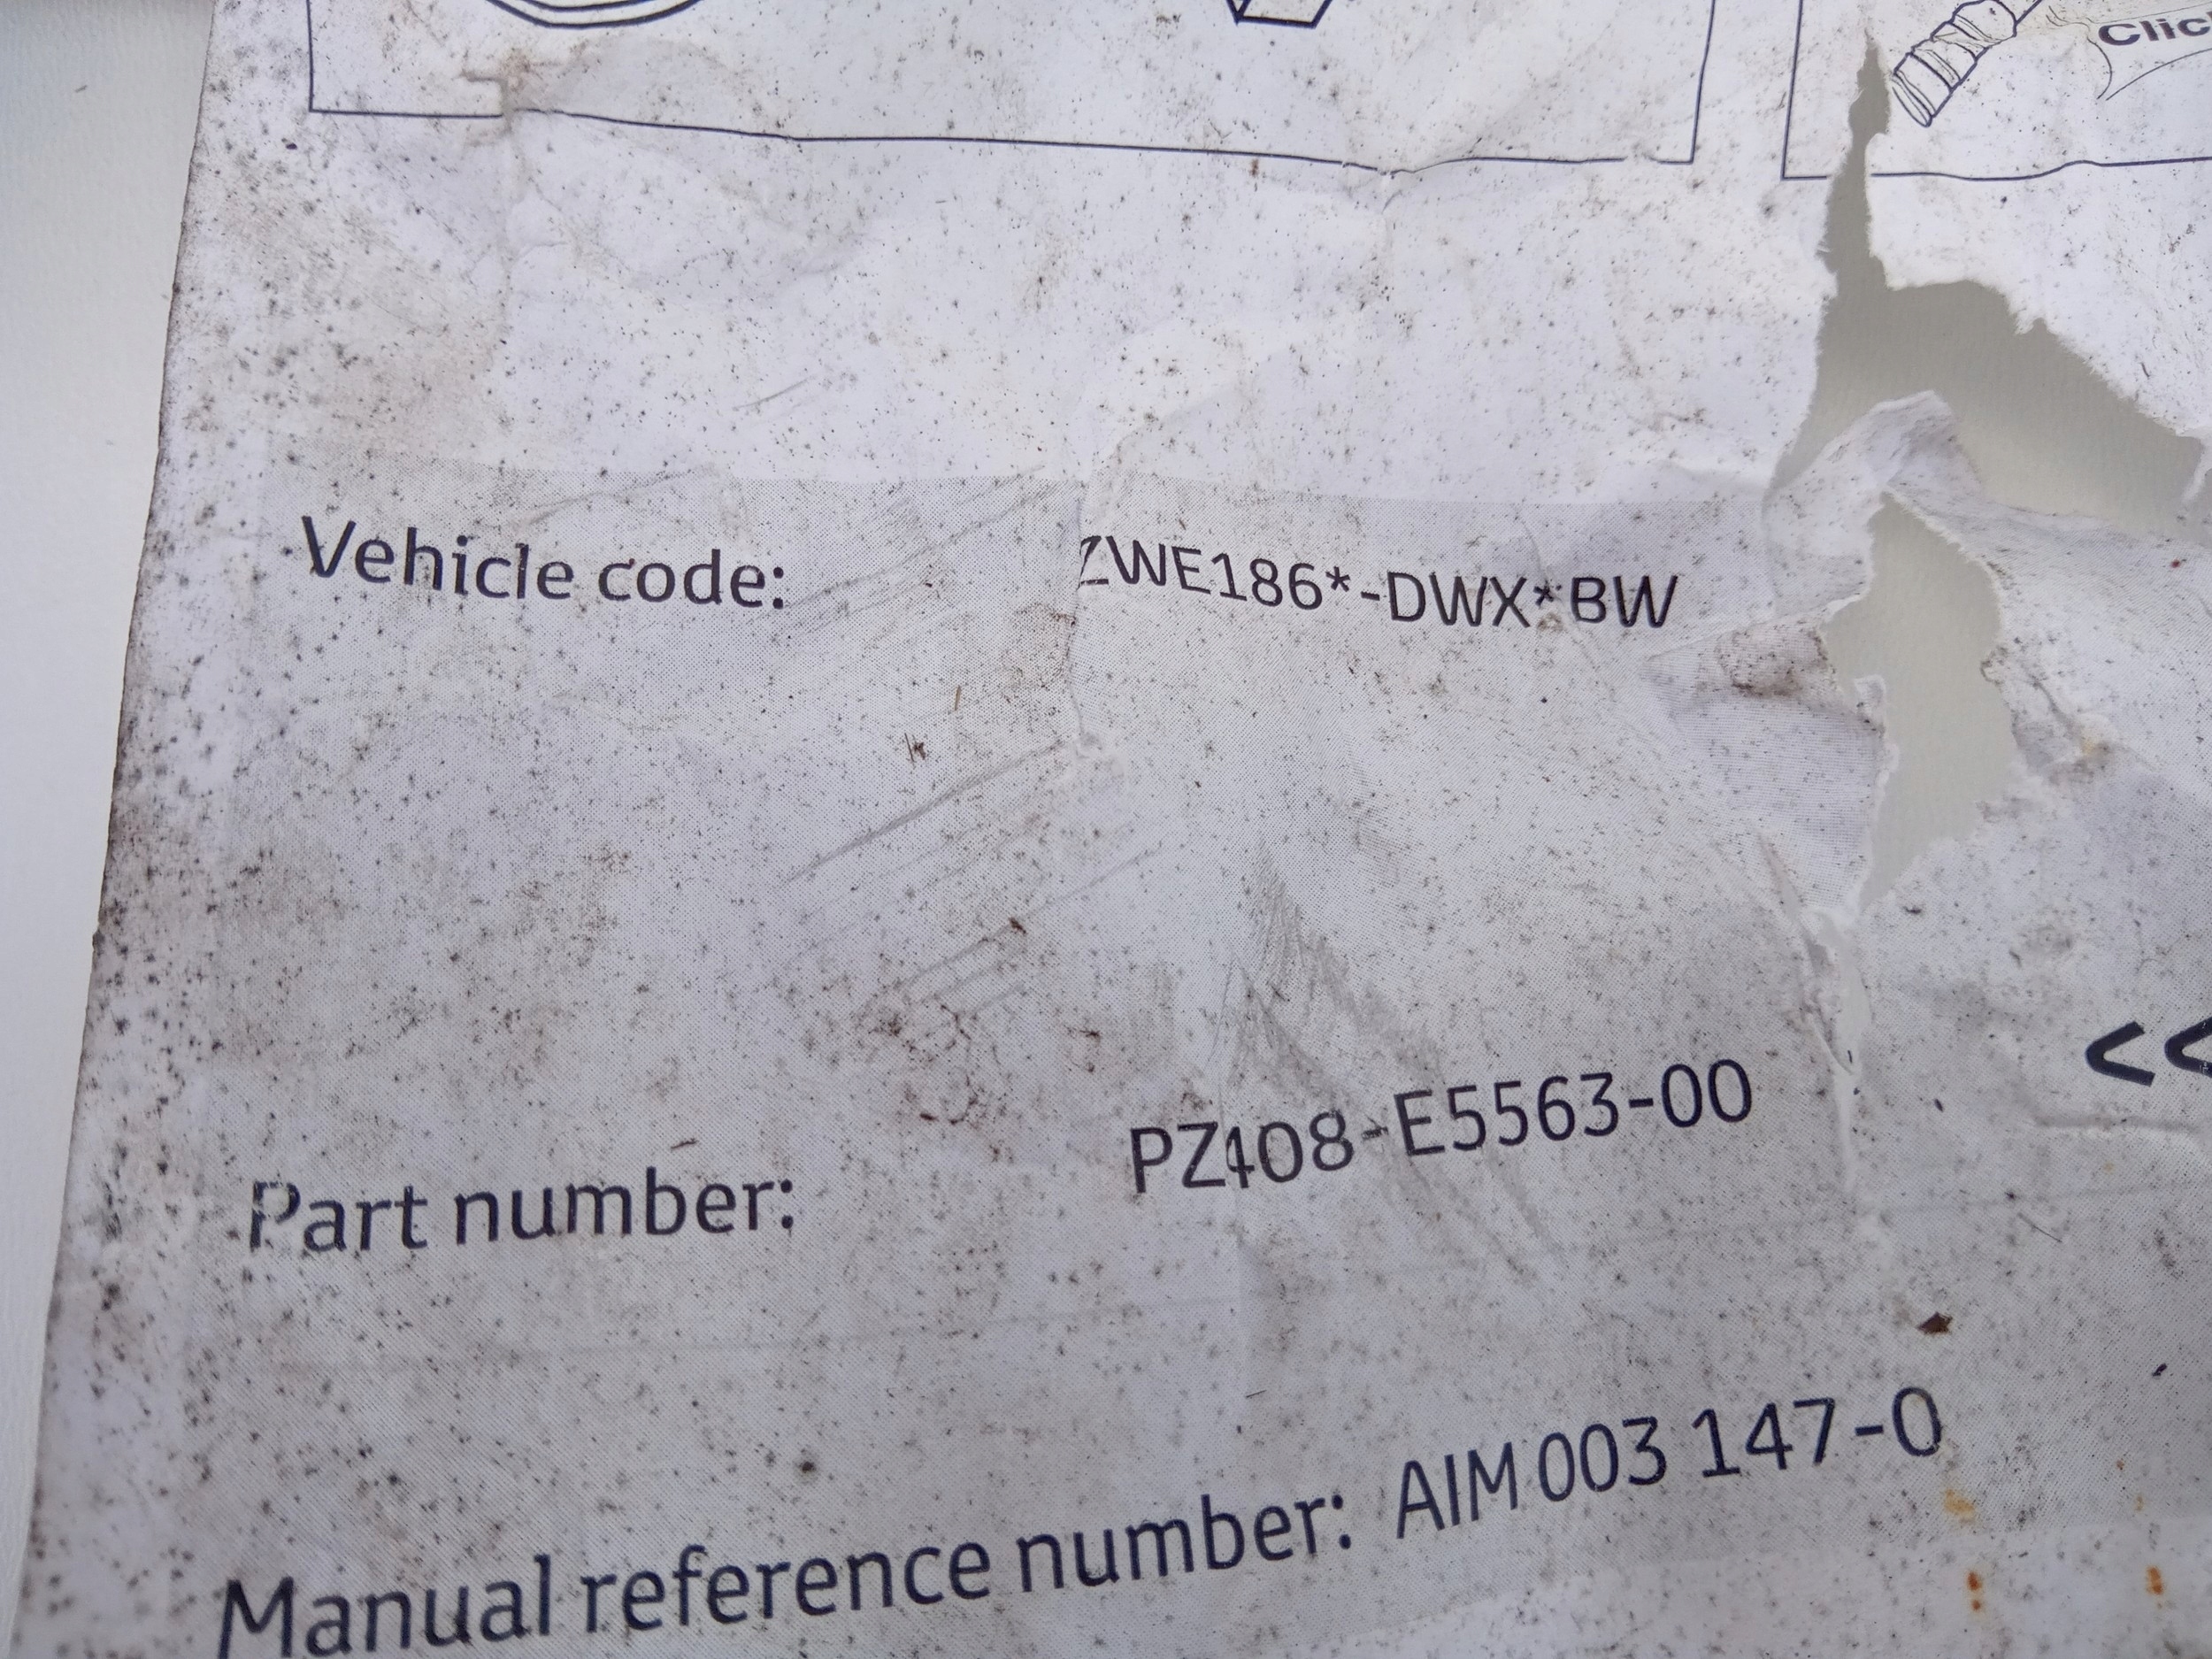 Clic
Vehicle code: ZWE186*-DWX*BW
<<
Part number: PZ408-E5563-00
Manual reference number: AIM 003 147-0